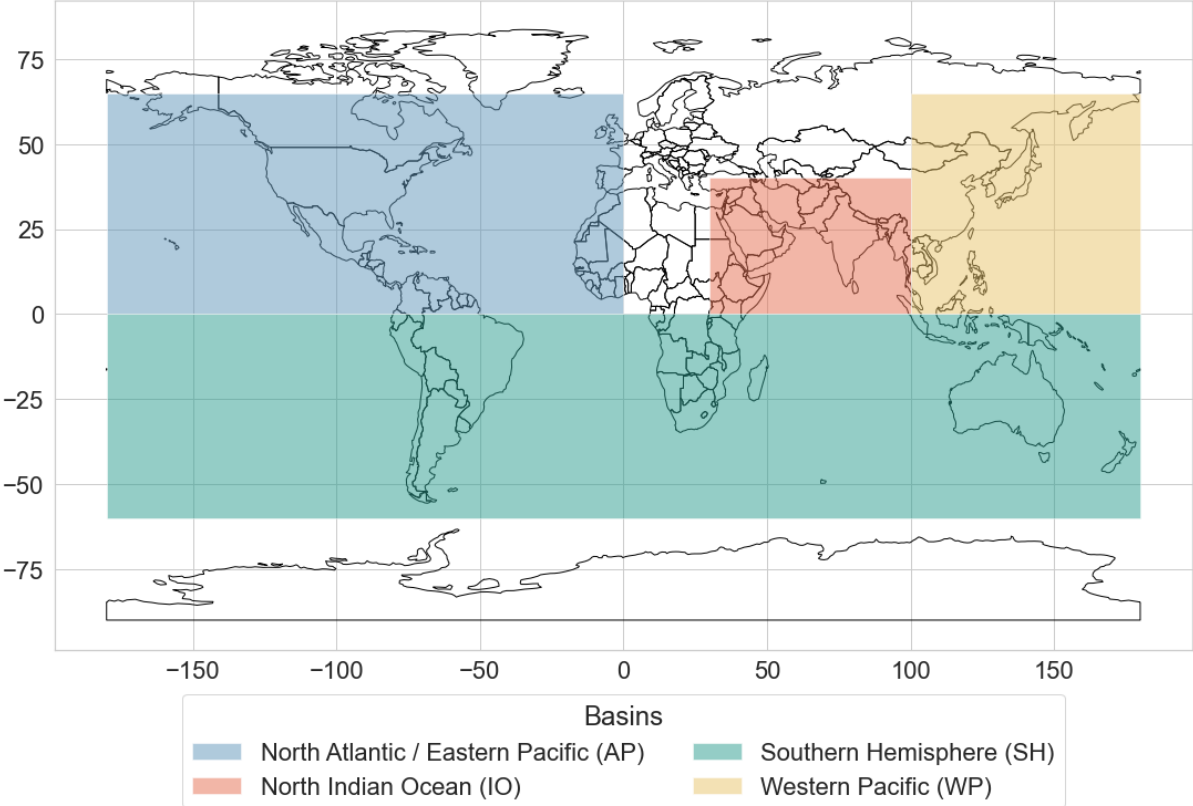 75
50
25
0
−25
−50
−75
−150 −100 −50 0 50 100 150
Basins
North Atlantic / Eastern Pacific (AP) Southern Hemisphere (SH)
North Indian Ocean (IO) Western Pacific (WP)